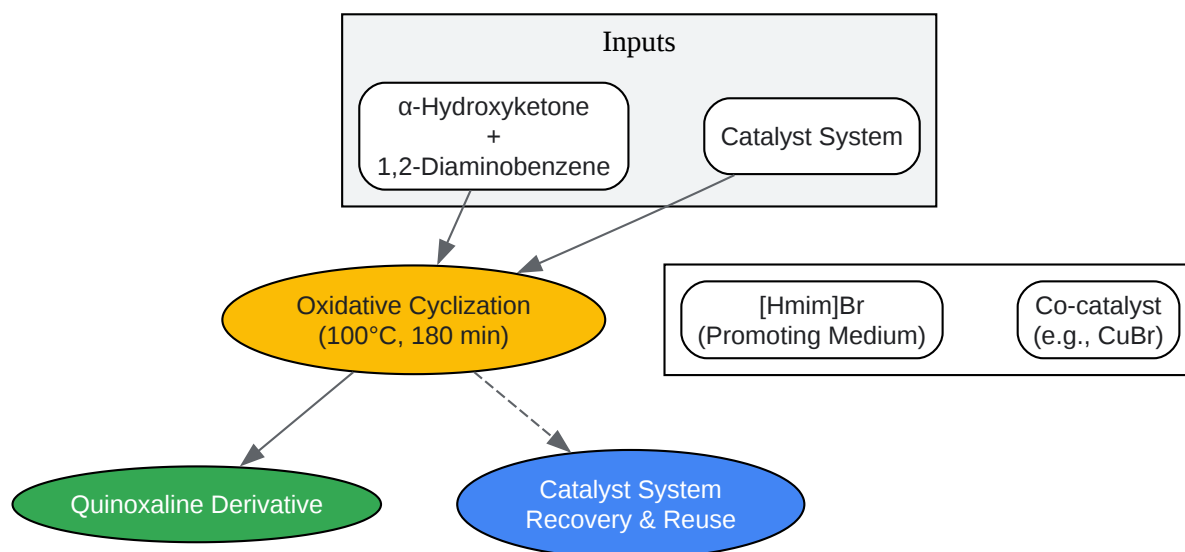 Inputs
α-Hydroxyketone
+
1,2-Diaminobenzene
Catalyst System
Oxidative Cyclization
(100°C, 180 min)
[Hmim]Br
(Promoting Medium)
Co-catalyst
(e.g., CuBr)
Quinoxaline Derivative
Catalyst System
Recovery & Reuse